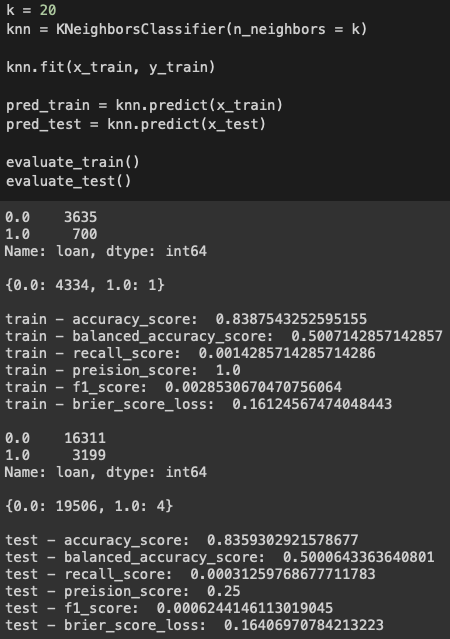 k = 20
knn = KNeighborsClassifier(n_neighbors = k)
knn.fit(x_train, y_train)
pred_train = knn.predict(x_train)
pred_test = knn.predict(x_test)
evaluate_train()
evaluate_test()
0.0    3635
1.0     700
Name: loan, dtype: int64
{0.0: 4334, 1.0: 1}
train - accuracy_score:  0.8387543252595155
train - balanced_accuracy_score:  0.5007142857142857
train - recall_score:  0.0014285714285714286
train - preision_score:  1.0
train - f1_score:  0.0028530670470756064
train - brier_score_loss:  0.16124567474048443
0.0    16311
1.0     3199
Name: loan, dtype: int64
{0.0: 19506, 1.0: 4}
test - accuracy_score:  0.8359302921578677
test - balanced_accuracy_score:  0.5000643363640801
test - recall_score:  0.00031259768677711783
test - preision_score:  0.25
test - f1_score:  0.0006244146113019045
test - brier_score_loss:  0.16406970784213223